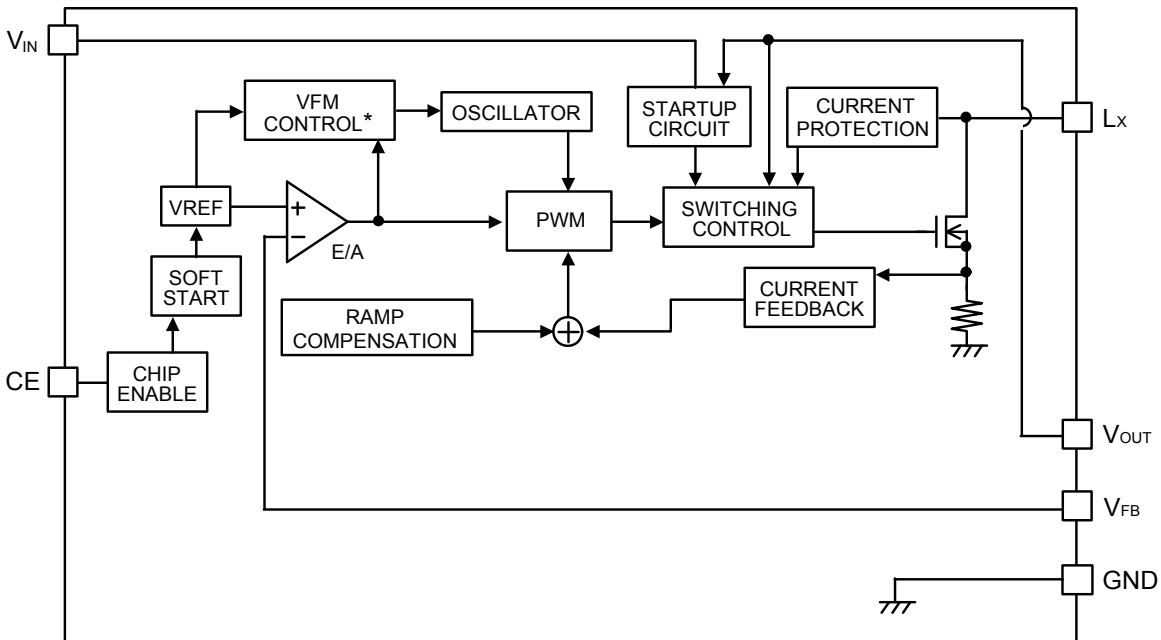 VIN
VFM
CONTROL*
OSCILLATOR
STARTUP
CIRCUIT
CURRENT
PROTECTION
LX
VREF
+
−
E/A
PWM
SWITCHING
CONTROL
SOFT
START
RAMP
COMPENSATION
CURRENT
FEEDBACK
CE
CHIP
ENABLE
VOUT
VFB
GND